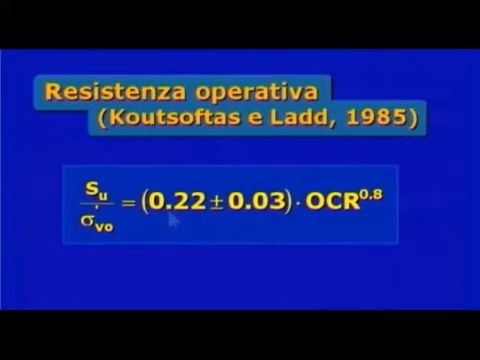 Resistenza operativa
(Koutsoftas e Ladd, 1985)
Su/σ'vo = (0.22 ± 0.03) · OCR^0.8